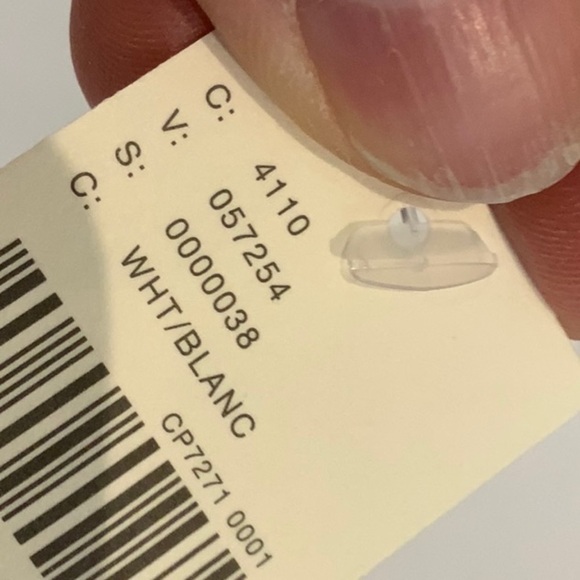 C: 4110
V: 057254
S: 0000038
C: WHT/BLANC
CP7271 0001